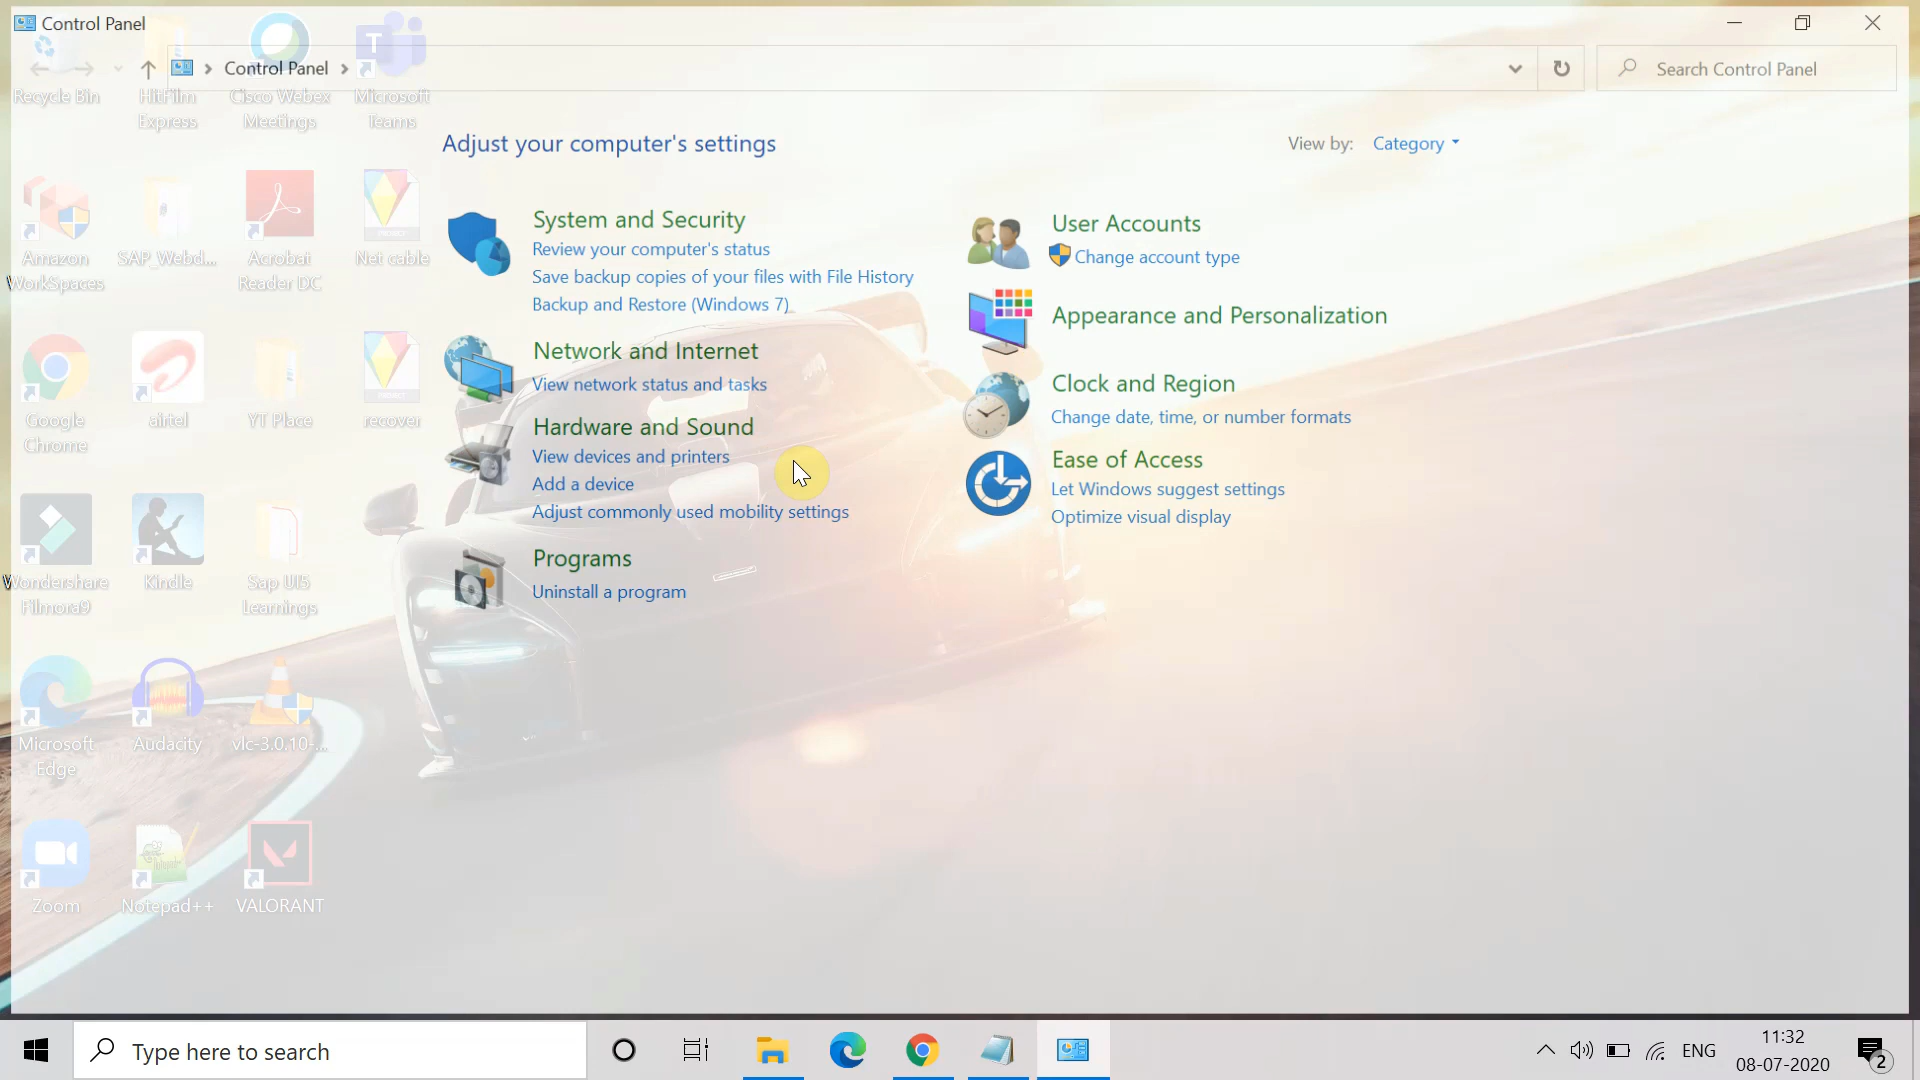 Control Panel
Control Panel
Search Control Panel
Recycle Bin
HitFilm
Express
Cisco Webex
Meetings
Microsoft
Teams
Adjust your computer's settings
View by: Category
System and Security
Review your computer's status
Save backup copies of your files with File History
Backup and Restore (Windows 7)
Network and Internet
View network status and tasks
Hardware and Sound
View devices and printers
Add a device
Adjust commonly used mobility settings
Programs
Uninstall a program
User Accounts
Change account type
Appearance and Personalization
Clock and Region
Change date, time, or number formats
Ease of Access
Let Windows suggest settings
Optimize visual display
Amazon
WorkSpaces
SAP_Webd...
Acrobat
Reader DC
Net cable
Google
Chrome
airtel
YT Place
recover
Wondershare
Filmora9
Kindle
Sap UI5
Learnings
Microsoft
Edge
Audacity
vlc-3.0.10-...
Zoom
Notepad++
VALORANT
Type here to search
ENG
11:32
08-07-2020
2